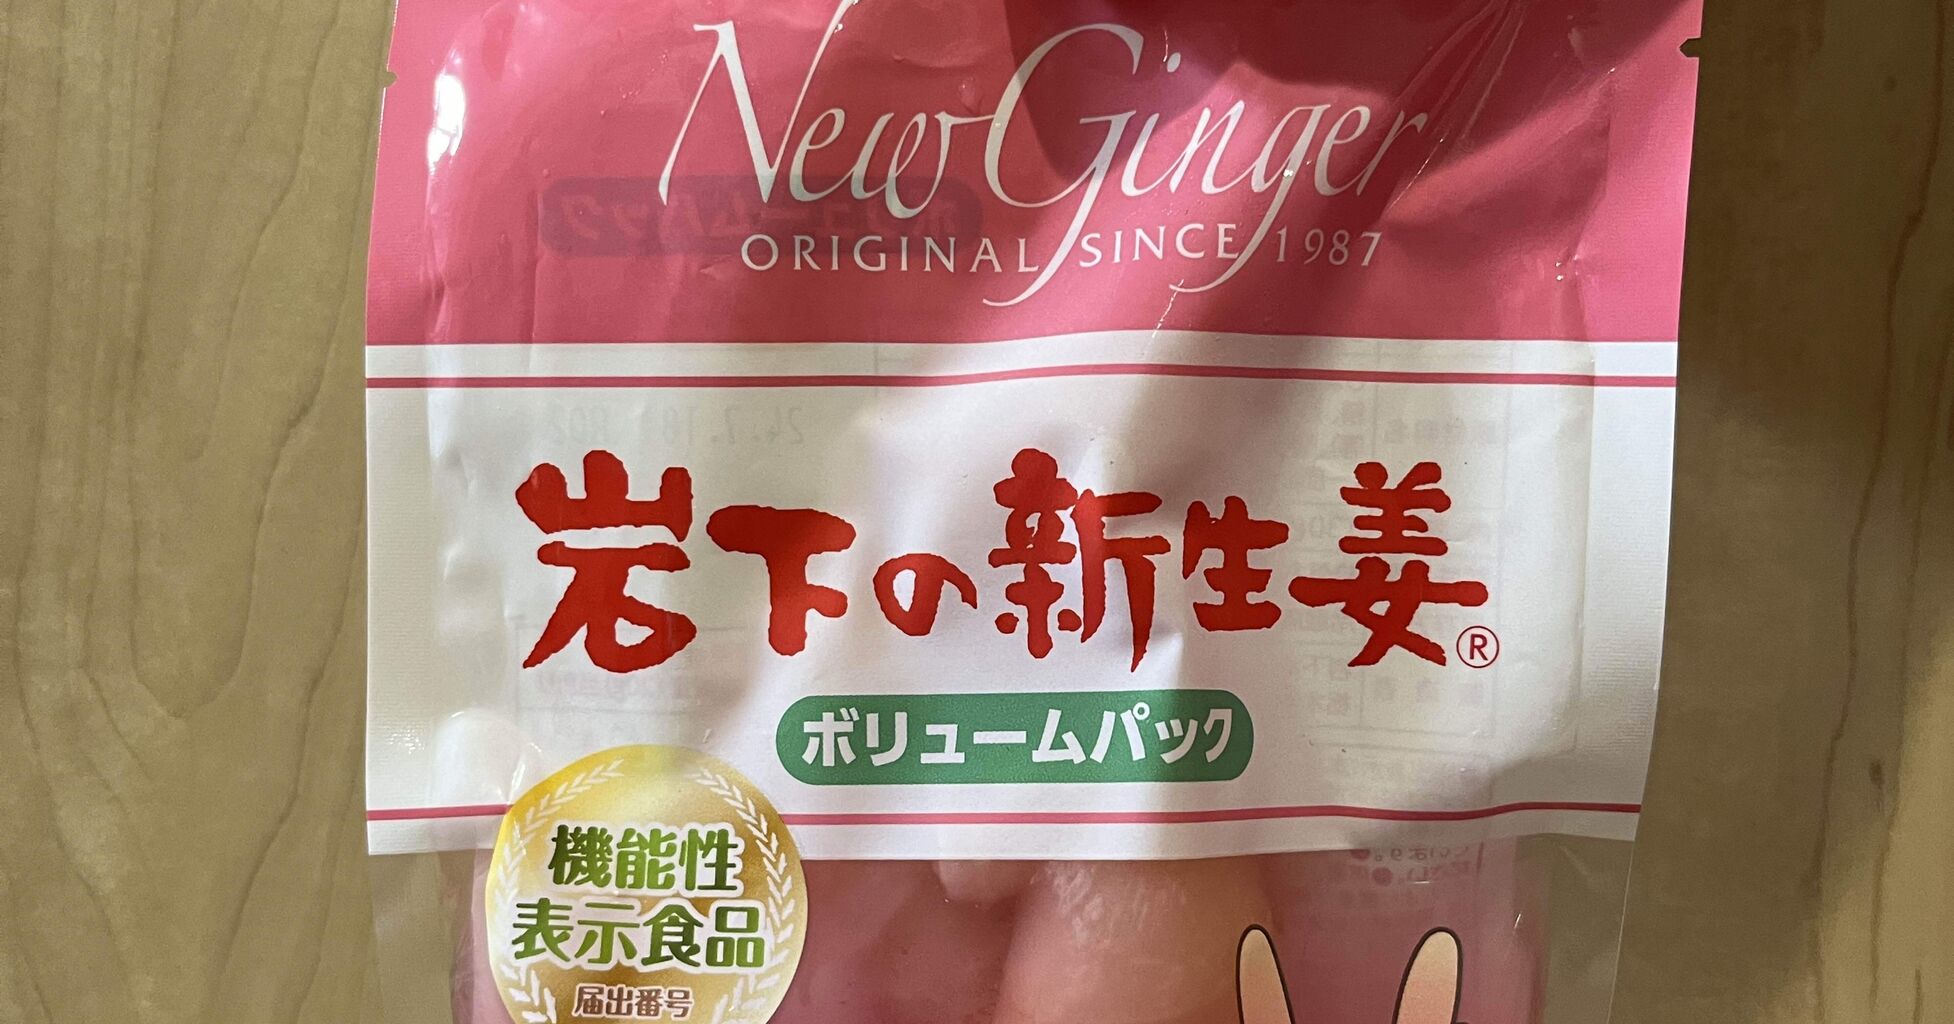 New Ginger
ORIGINAL SINCE 1987
岩下の新生姜®
ボリュームパック
機能性
表示食品
届出番号